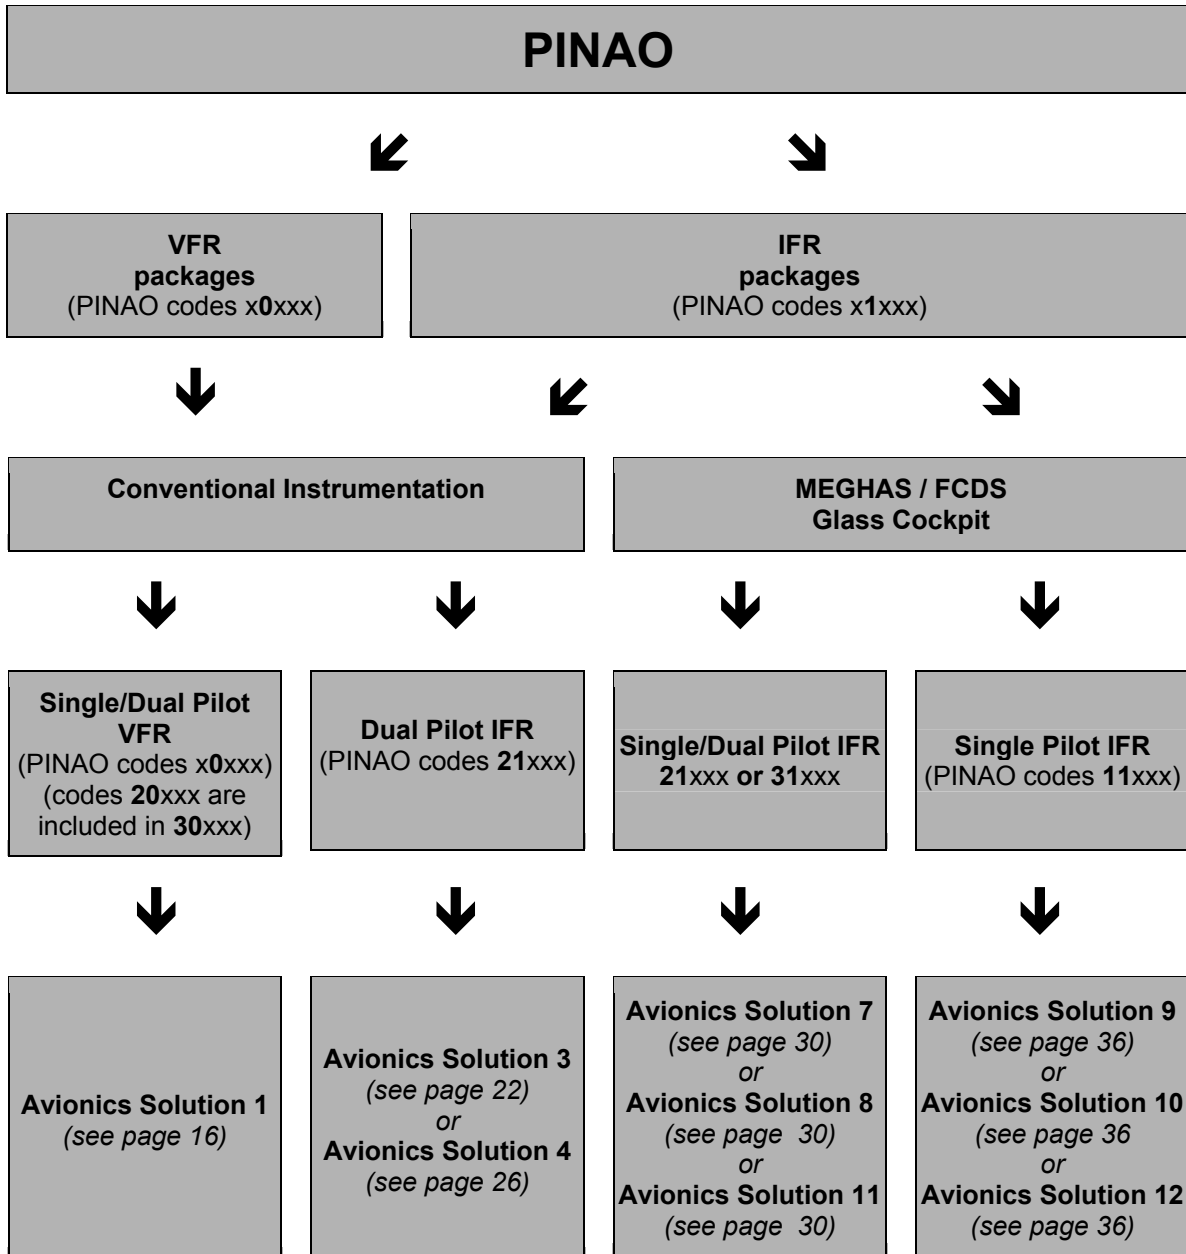 PINAO
VFR
packages
(PINAO codes x0xxx)
IFR
packages
(PINAO codes x1xxx)
Conventional Instrumentation
MEGHAS / FCDS
Glass Cockpit
Single/Dual Pilot
VFR
(PINAO codes x0xxx)
(codes 20xxx are
included in 30xxx)
Dual Pilot IFR
(PINAO codes 21xxx)
Single/Dual Pilot IFR
21xxx or 31xxx
Single Pilot IFR
(PINAO codes 11xxx)
Avionics Solution 1
(see page 16)
Avionics Solution 3
(see page 22)
or
Avionics Solution 4
(see page 26)
Avionics Solution 7
(see page 30)
or
Avionics Solution 8
(see page 30)
or
Avionics Solution 11
(see page 30)
Avionics Solution 9
(see page 36)
or
Avionics Solution 10
(see page 36
or
Avionics Solution 12
(see page 36)